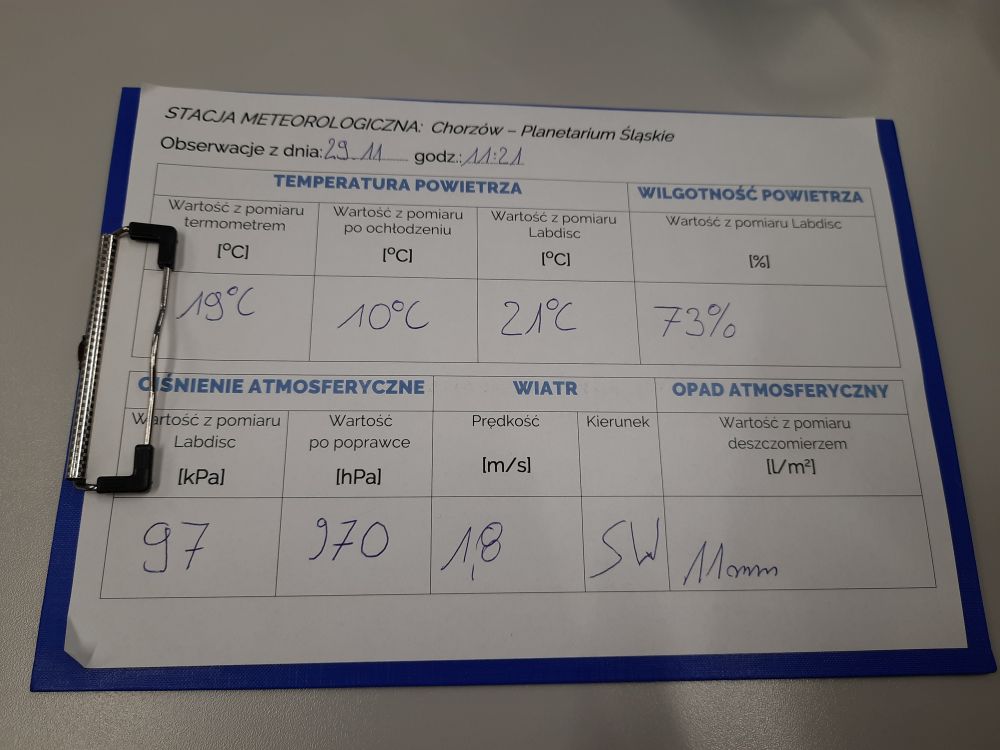 STACJA METEOROLOGICZNA: Chorzów – Planetarium Śląskie
Obserwacje z dnia: 29.11 godz.: 11:21
TEMPERATURA POWIETRZA WILGOTNOŚĆ POWIETRZA
Wartość z pomiaru Wartość z pomiaru Wartość z pomiaru Wartość z pomiaru Labdisc
termometrem po ochłodzeniu Labdisc
[°C] [°C] [°C] [%]
19°C 10°C 21°C 73%
CIŚNIENIE ATMOSFERYCZNE WIATR OPAD ATMOSFERYCZNY
Wartość z pomiaru Wartość Prędkość Kierunek Wartość z pomiaru
Labdisc po poprawce deszczomierzem
[kPa] [hPa] [m/s] [l/m²]
97 970 1,8 SW 11mm